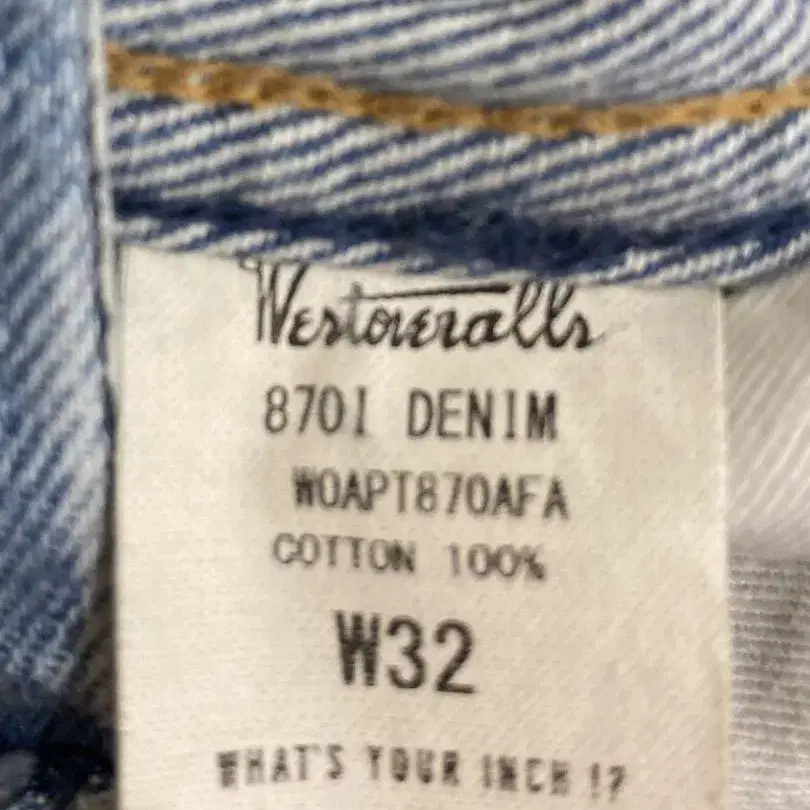 Westoveralls
8701 DENIM
WOAPT870AFA
COTTON 100%
W32
WHAT'S YOUR INCH !?